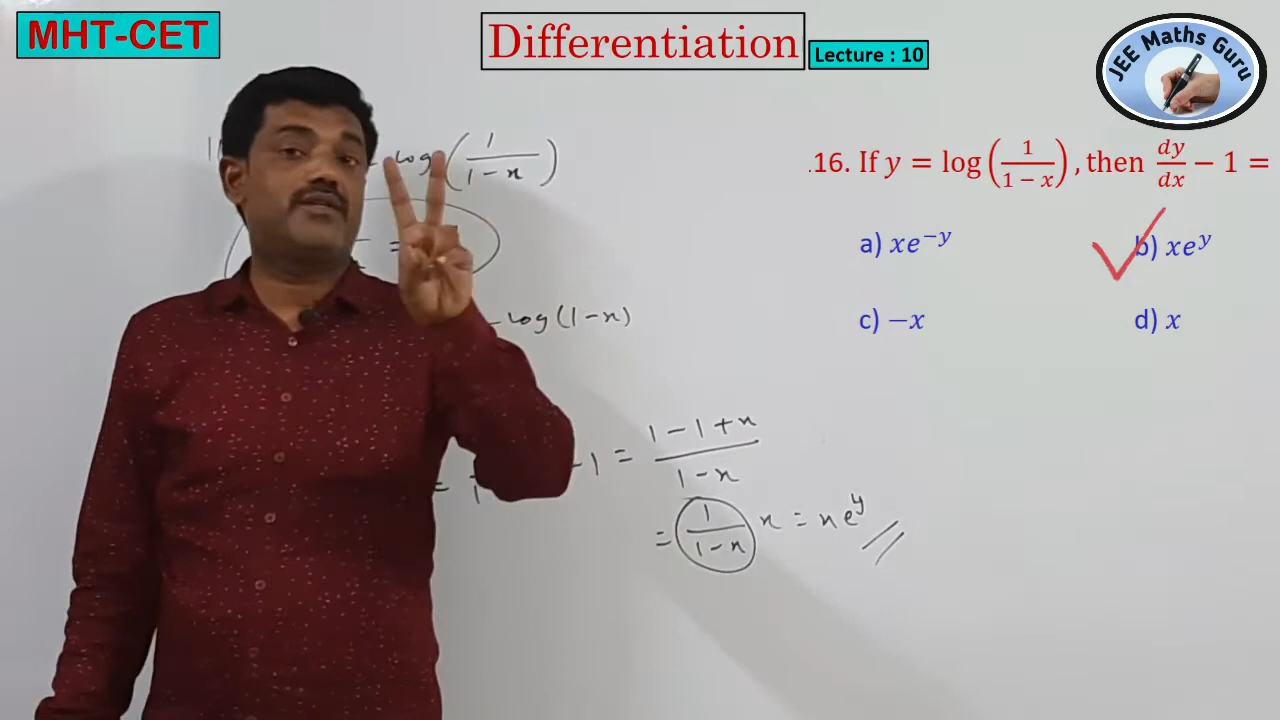 MHT-CET
Differentiation
Lecture : 10
JEE Maths Guru
16. If y = log(1/(1 − x)), then dy/dx − 1 =
a) xe^{−y}
b) xe^y
c) −x
d) x
log(1/(1 − x))
=
− log(1 − x)
= − 1 = (1 − 1 + x)/(1 − x)
= (1/(1 − x)) x = xe^y